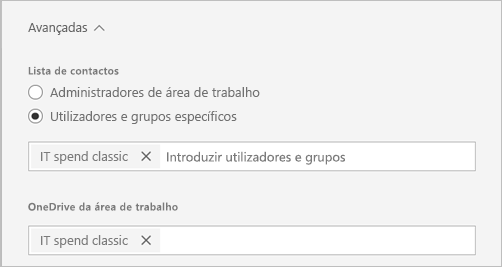 Avançadas
Lista de contactos
Administradores de área de trabalho
Utilizadores e grupos específicos
IT spend classic Introduzir utilizadores e grupos
OneDrive da área de trabalho
IT spend classic